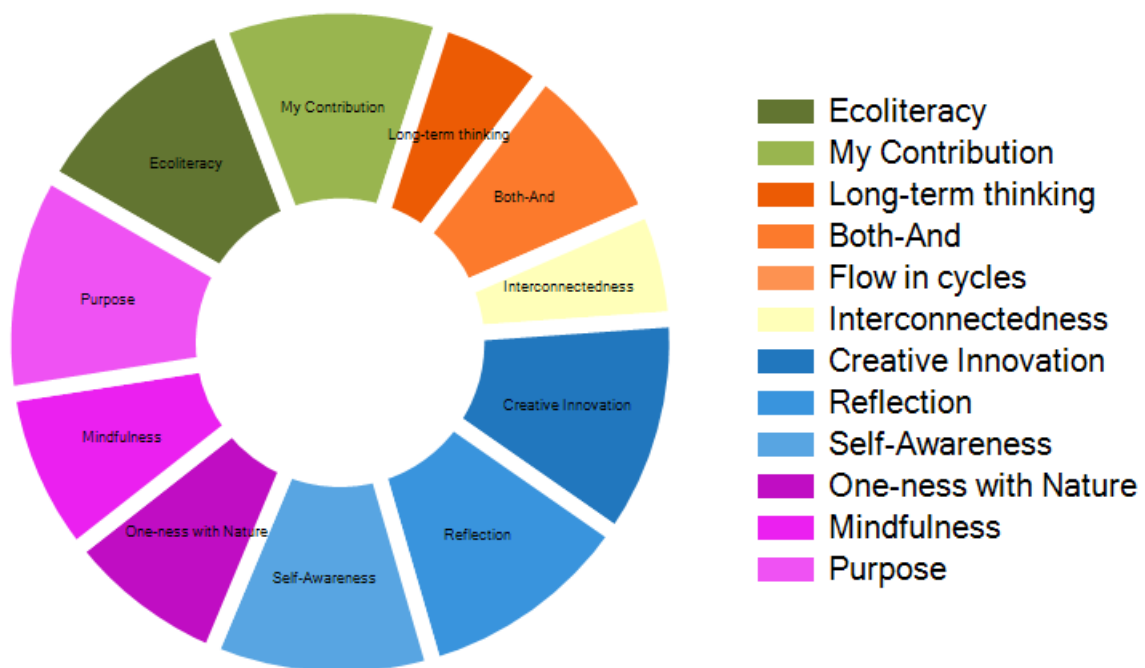 My Contribution
Long-term thinking
Ecoliteracy
Both-And
Interconnectedness
Purpose
Creative Innovation
Mindfulness
One-ness with Nature
Reflection
Self-Awareness
Ecoliteracy
My Contribution
Long-term thinking
Both-And
Flow in cycles
Interconnectedness
Creative Innovation
Reflection
Self-Awareness
One-ness with Nature
Mindfulness
Purpose